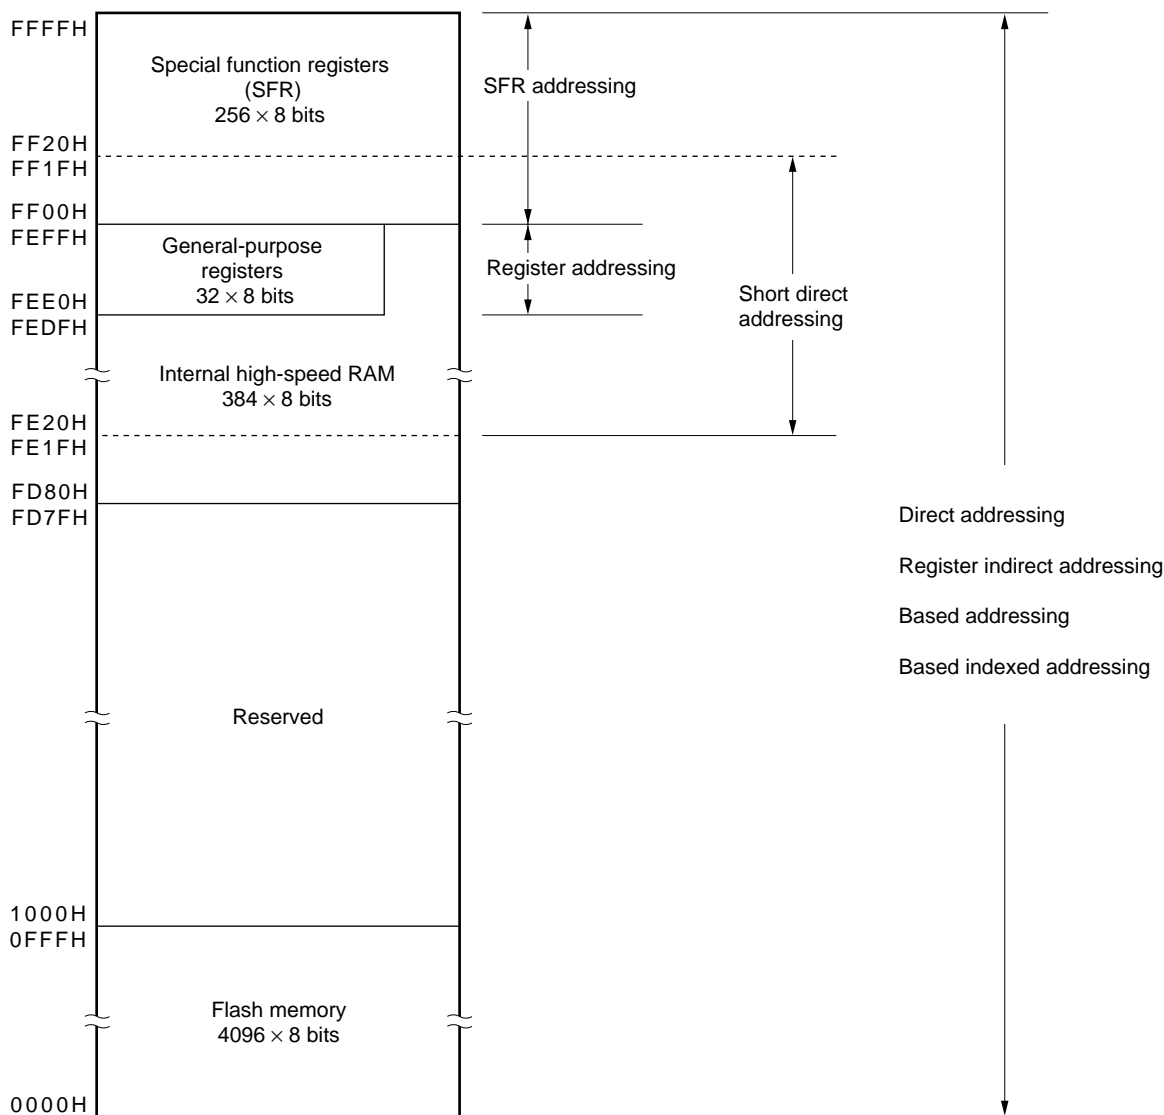 FFFFH
Special function registers
(SFR)
256 × 8 bits
SFR addressing
FF20H
FF1FH
FF00H
FEFFH
General-purpose
registers
32 × 8 bits
Register addressing
Short direct
addressing
FEE0H
FEDFH
Internal high-speed RAM
384 × 8 bits
FE20H
FE1FH
FD80H
FD7FH
Direct addressing
Register indirect addressing
Based addressing
Based indexed addressing
Reserved
1000H
0FFFH
Flash memory
4096 × 8 bits
0000H